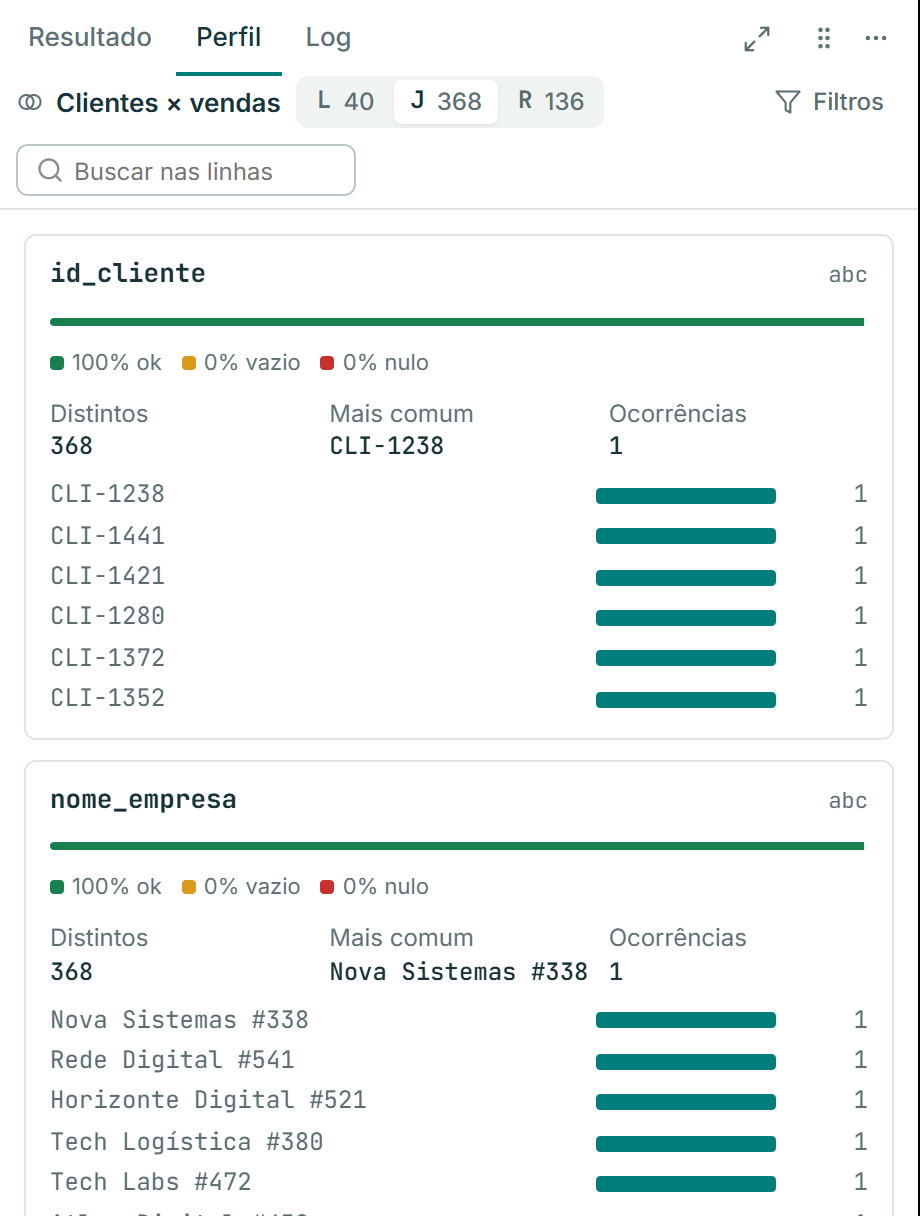 Resultado Perfil Log
Clientes × vendas L 40 J 368 R 136 Filtros
Buscar nas linhas
id_cliente abc
100% ok 0% vazio 0% nulo
Distintos Mais comum Ocorrências
368 CLI-1238 1
CLI-1238 1
CLI-1441 1
CLI-1421 1
CLI-1280 1
CLI-1372 1
CLI-1352 1
nome_empresa abc
100% ok 0% vazio 0% nulo
Distintos Mais comum Ocorrências
368 Nova Sistemas #338 1
Nova Sistemas #338 1
Rede Digital #541 1
Horizonte Digital #521 1
Tech Logística #380 1
Tech Labs #472 1